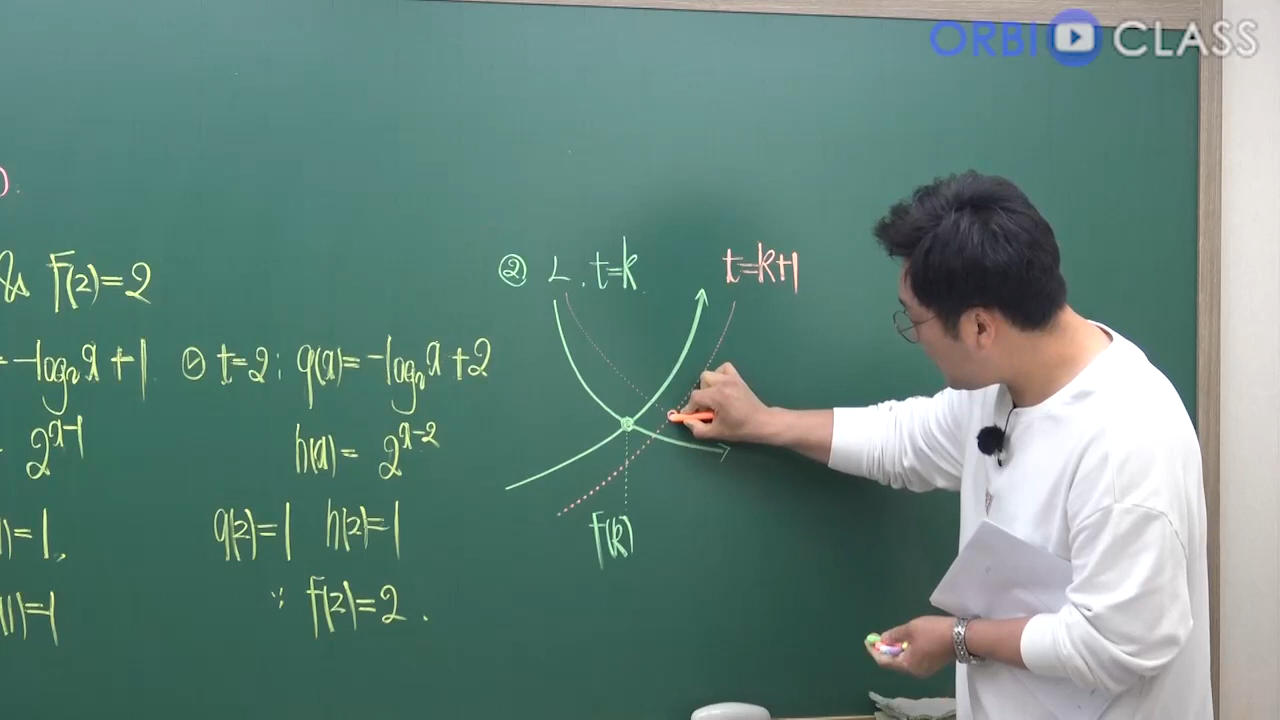 ORBI CLASS
f(2)=2
=-log₂x+1
✓ t=2 : g(x)=-log₂x+2
2^{x-1}
h(x)= 2^{x-2}
)=1,
g(2)=1 h(2)=1
1)=1
∵ f(2)=2.
② ㄴ. t=k
t=k+1
f(k)